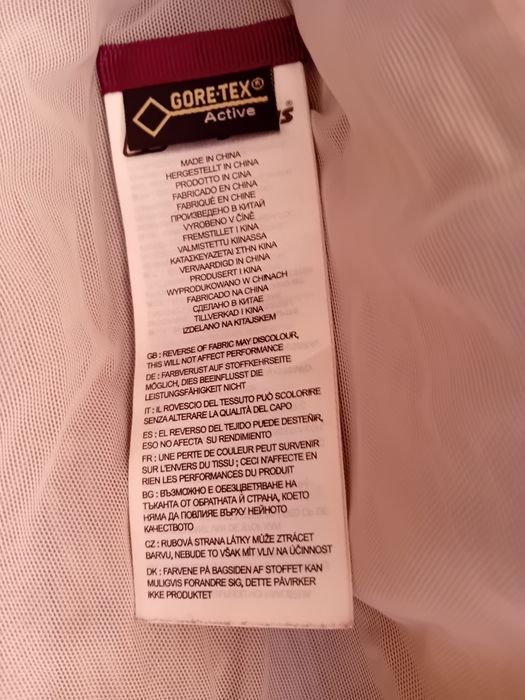 GORE-TEX®
Active
S®
MADE IN CHINA
HERGESTELLT IN CHINA
PRODOTTO IN CINA
FABRICADO EN CHINA
FABRIQUÉ EN CHINE
ПРОИЗВЕДЕНО В КИТАЙ
VYROBENO V ČÍNĚ
FREMSTILLET I KINA
VALMISTETTU KIINASSA
ΚΑΤΑΣΚΕΥΑΖΕΤΑΙ ΣΤΗΝ ΚΙΝΑ
VERVAARDIGD IN CHINA
PRODUSERT I KINA
WYPRODUKOWANO W CHINACH
FABRICADO NA CHINA
СДЕЛАНО В КИТАЕ
TILLVERKAD I KINA
IZDELANO NA KITAJSKEM
GB : REVERSE OF FABRIC MAY DISCOLOUR,
THIS WILL NOT AFFECT PERFORMANCE
DE : FARBVERUST AUF STOFFKEHRSEITE
MÖGLICH, DIES BEEINFLUSST DIE
LEISTUNGSFÄHIGKEIT NICHT
IT : IL ROVESCIO DEL TESSUTO PUÒ SCOLORIRE
SENZA ALTERARE LA QUALITÀ DEL CAPO
ES : EL REVERSO DEL TEJIDO PUEDE DESTEÑIR,
ESO NO AFECTA SU RENDIMIENTO
FR : UNE PERTE DE COULEUR PEUT SURVENIR
SUR L'ENVERS DU TISSU ; CECI N'AFFECTE EN
RIEN LES PERFORMANCES DU PRODUIT
BG : ВЪЗМОЖНО Е ОБЕЗЦВЕТЯВАНЕ НА
ТЪКАНТА ОТ ОБРАТНАТА Й СТРАНА, КОЕТО
НЯМА ДА ПОВЛИЯЕ ВЪРХУ НЕЙНОТО
КАЧЕСТВОТО
CZ : RUBOVÁ STRANA LÁTKY MŮŽE ZTRÁCET
BARVU, NEBUDE TO VŠAK MÍT VLIV NA ÚČINNOST
DK : FARVENE PÅ BAGSIDEN AF STOFFET KAN
MULIGVIS FORANDRE SIG, DETTE PÅVIRKER
IKKE PRODUKTET